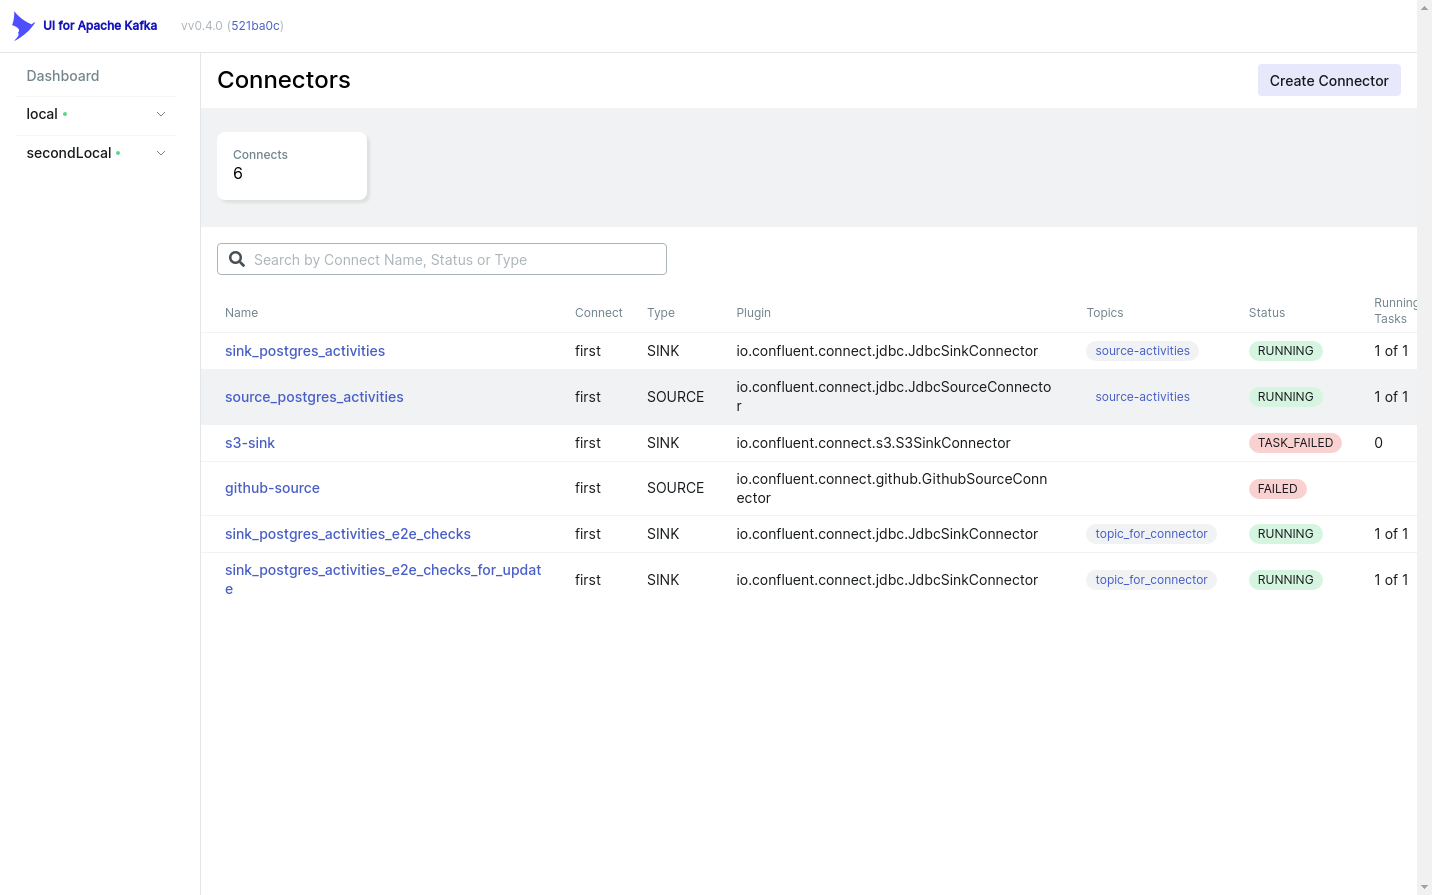 UI for Apache Kafka
vv0.4.0 (521ba0c)
Dashboard
local
secondLocal
Connectors
Create Connector
Connects
6
Search by Connect Name, Status or Type
Name Connect Type Plugin Topics Status Running
Tasks
sink_postgres_activities first SINK io.confluent.connect.jdbc.JdbcSinkConnector source-activities RUNNING 1 of 1
source_postgres_activities first SOURCE io.confluent.connect.jdbc.JdbcSourceConnecto source-activities RUNNING 1 of 1
r
s3-sink first SINK io.confluent.connect.s3.S3SinkConnector TASK_FAILED 0
github-source first SOURCE io.confluent.connect.github.GithubSourceConn FAILED
ector
sink_postgres_activities_e2e_checks first SINK io.confluent.connect.jdbc.JdbcSinkConnector topic_for_connector RUNNING 1 of 1
sink_postgres_activities_e2e_checks_for_updat first SINK io.confluent.connect.jdbc.JdbcSinkConnector topic_for_connector RUNNING 1 of 1
e